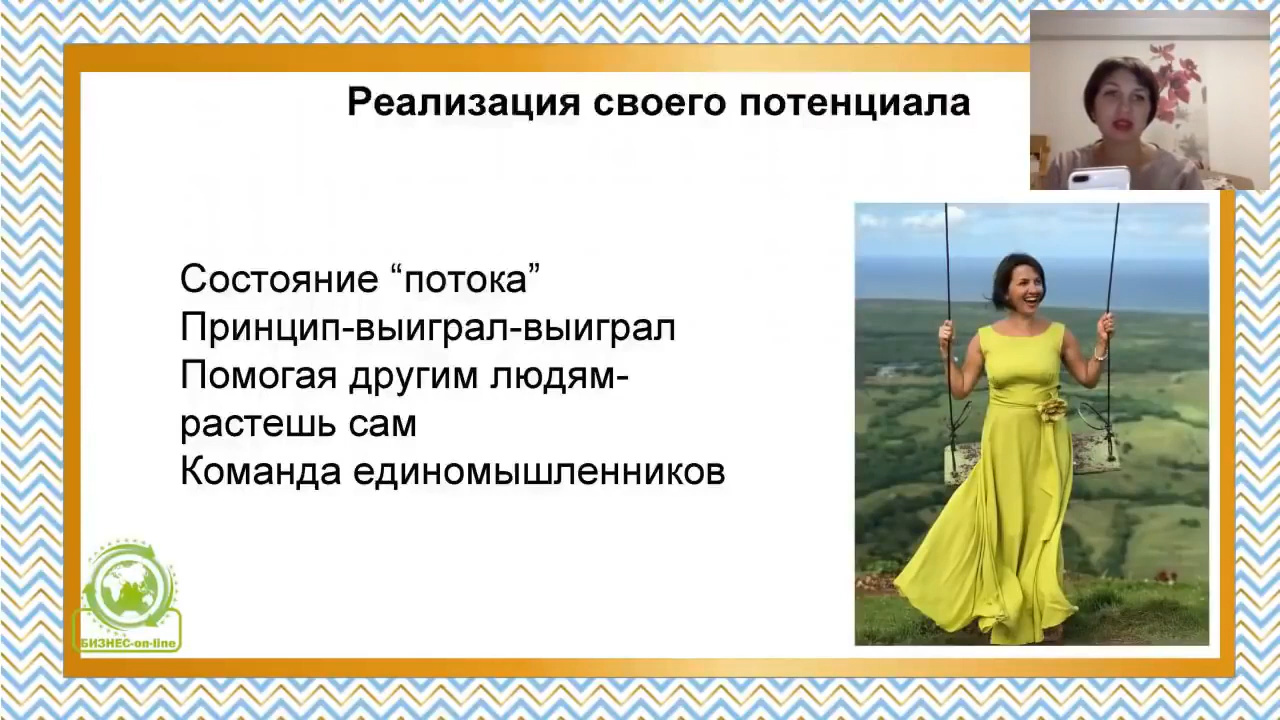 Реализация своего потенциала
Состояние “потока”
Принцип-выиграл-выиграл
Помогая другим людям-
растешь сам
Команда единомышленников
БИЗНЕС-on-line